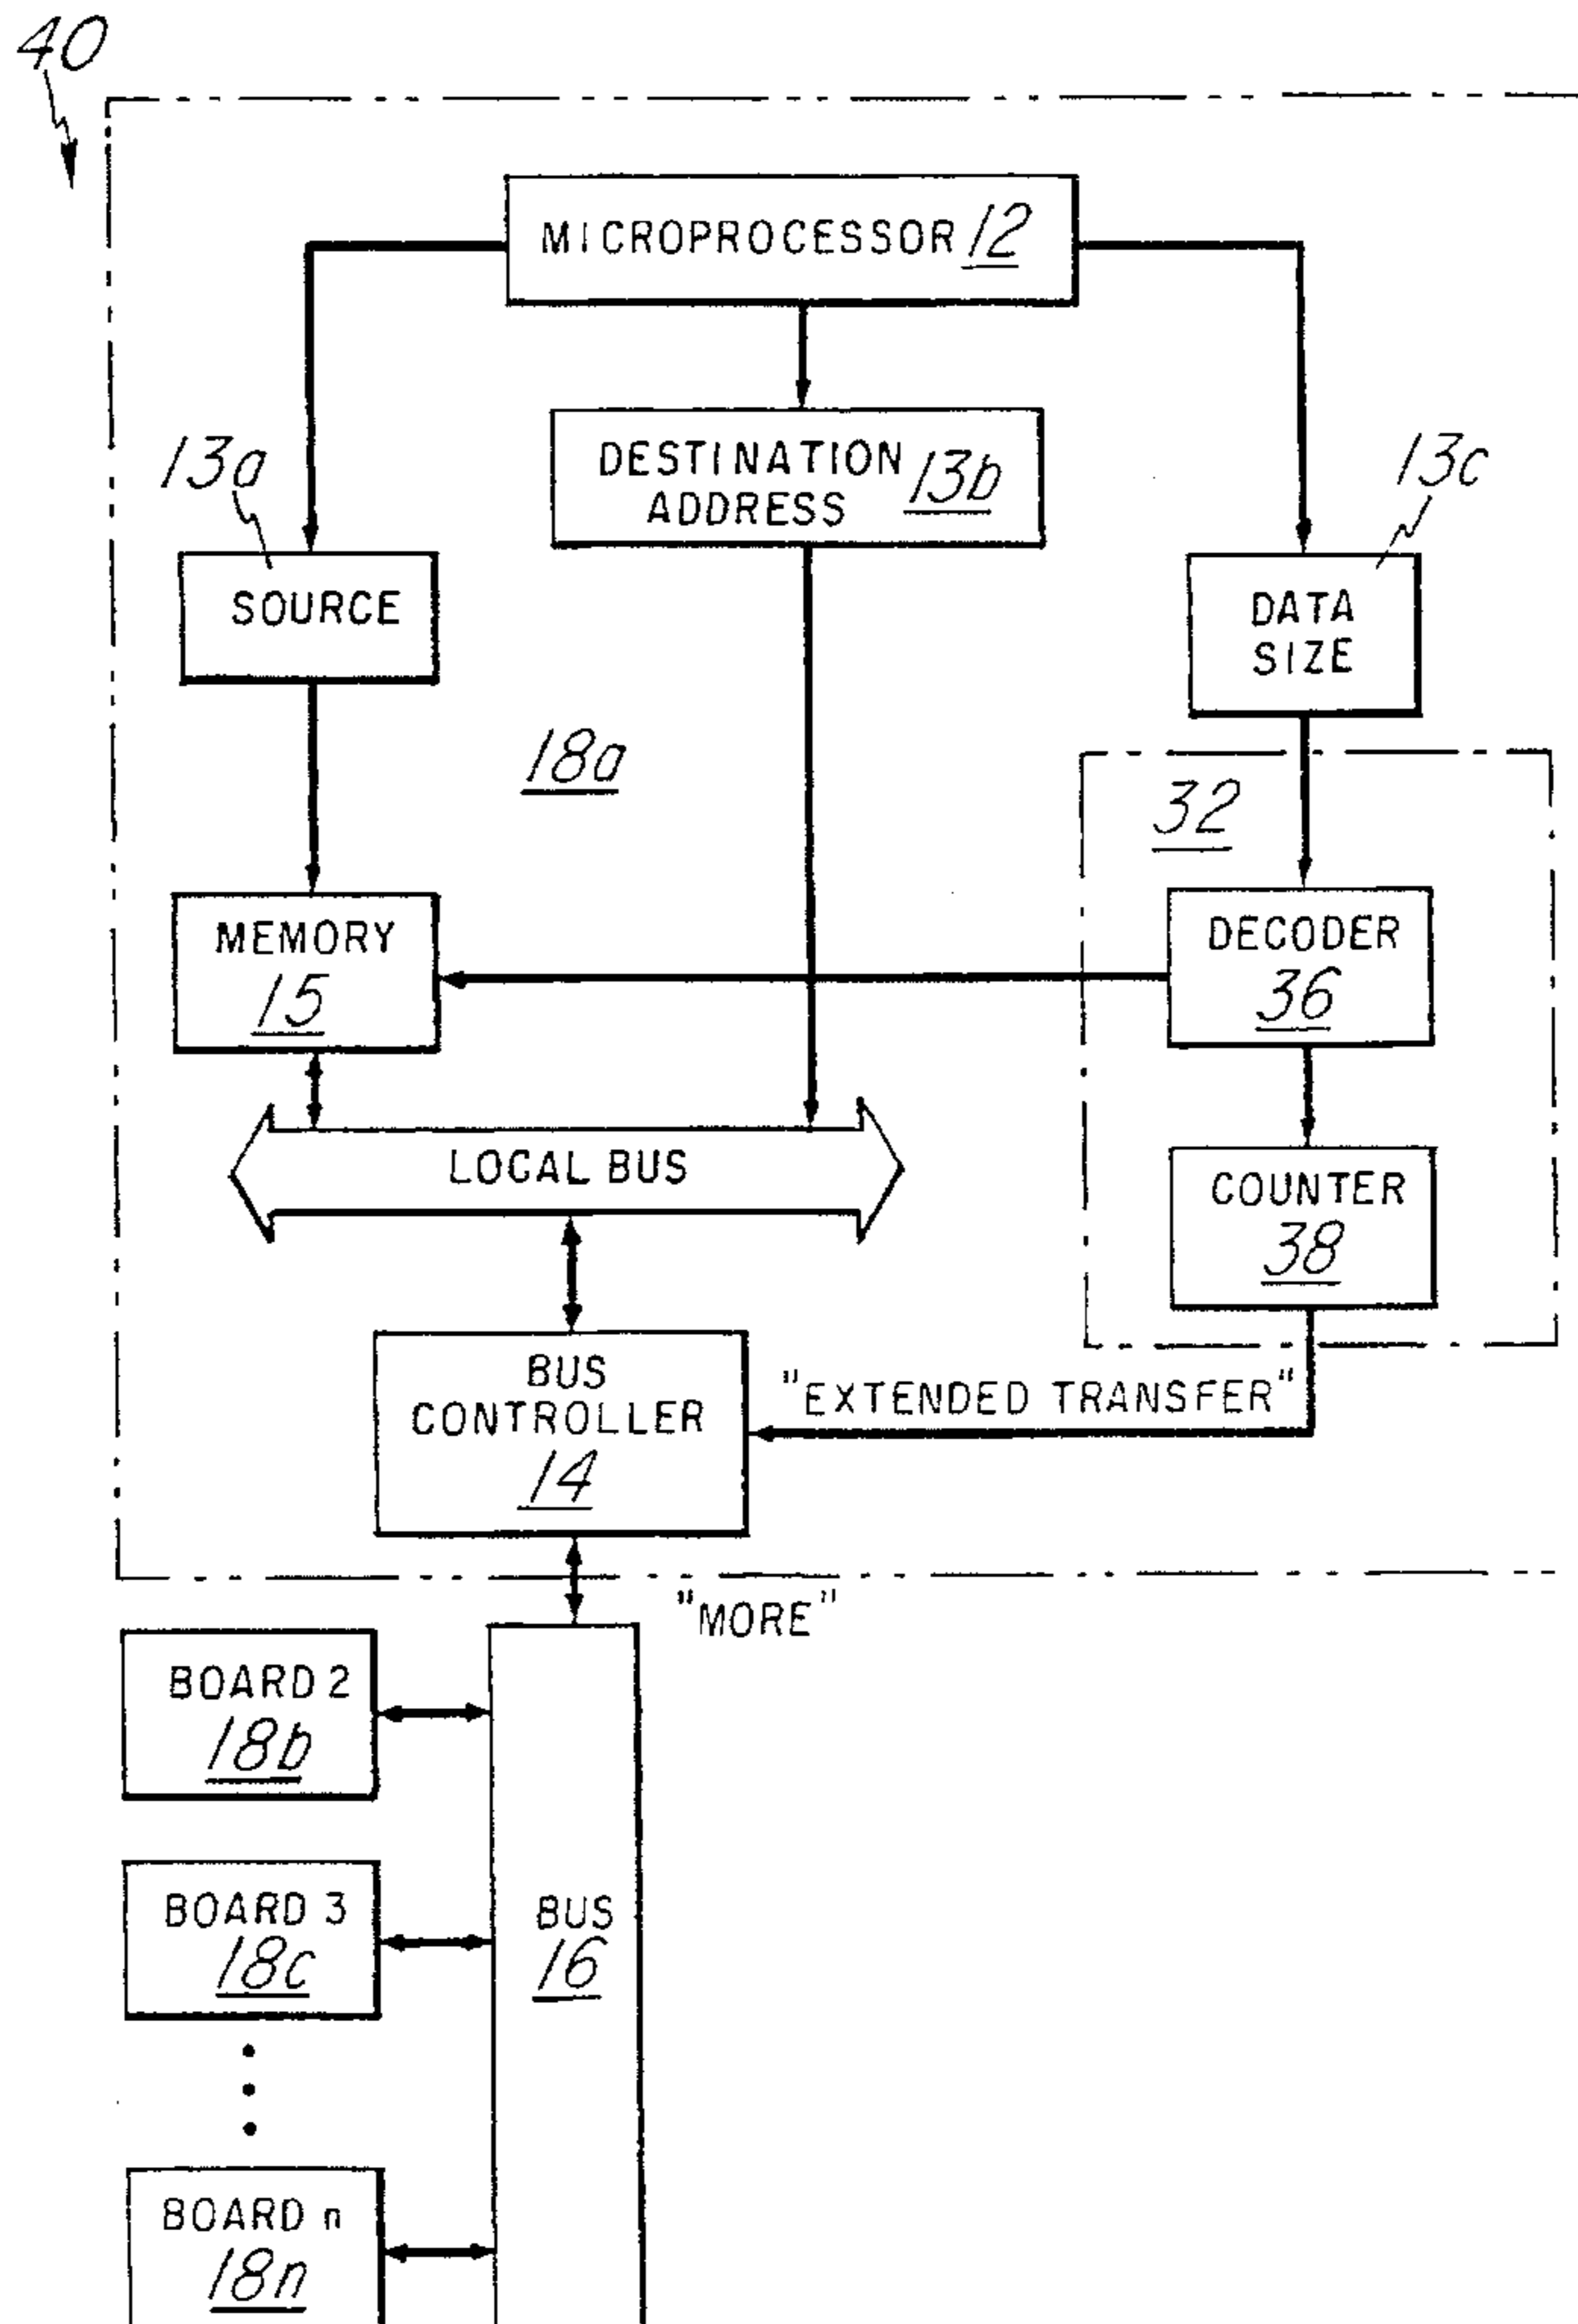 40
MICROPROCESSOR 12
13a
DESTINATION
ADDRESS 13b
13c
SOURCE
DATA
SIZE
18a
32
MEMORY
15
DECODER
36
LOCAL BUS
COUNTER
38
BUS
CONTROLLER
14
"EXTENDED TRANSFER"
"MORE"
BOARD 2
18b
BOARD 3
18c
BUS
16
BOARD n
18n